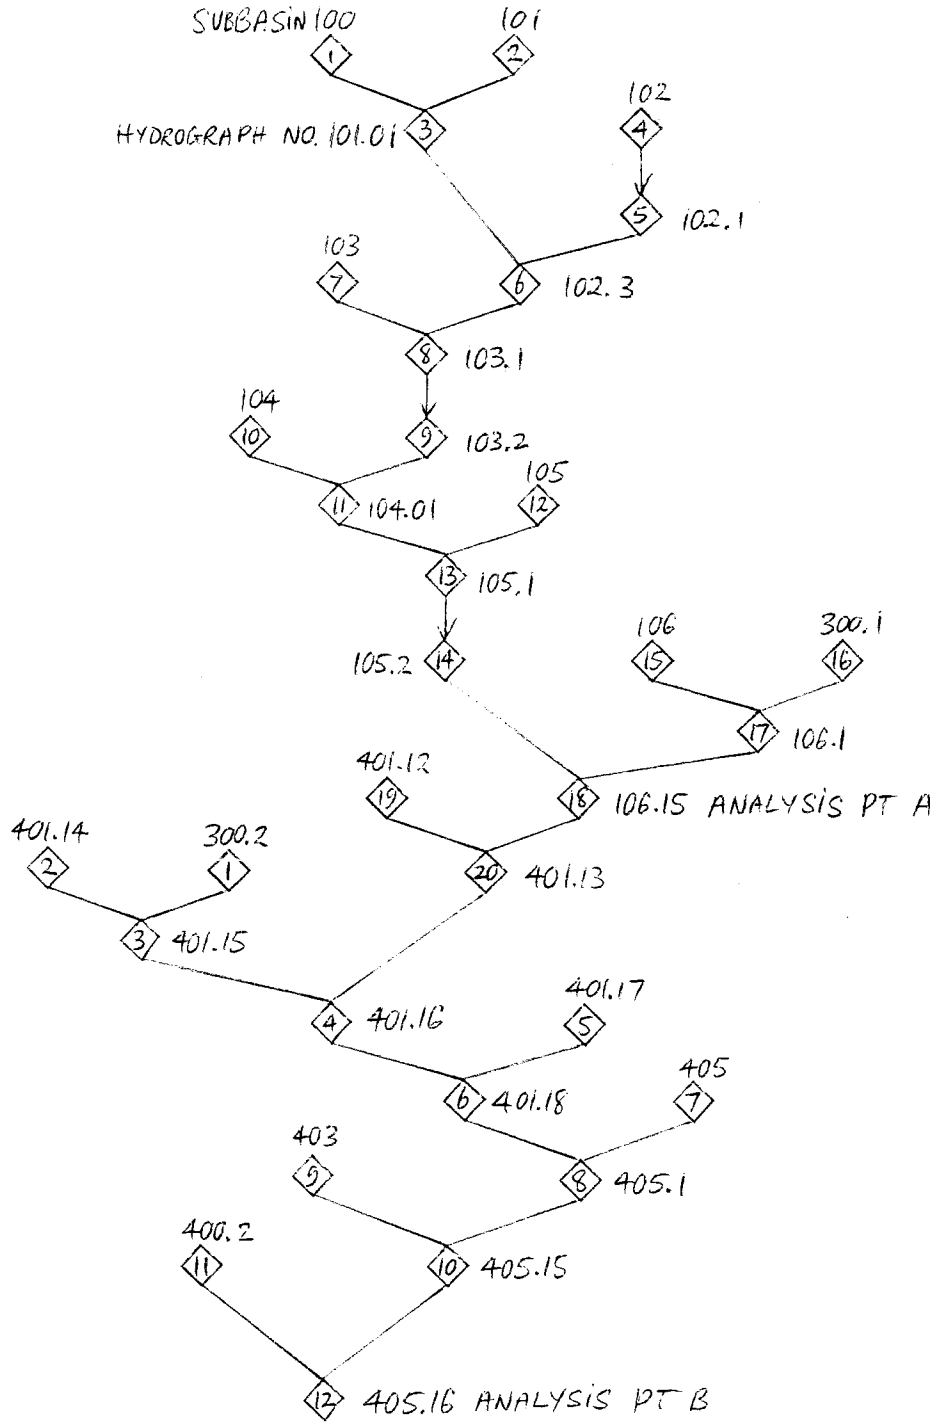 SUBBASIN 100 101
1 2
102
HYDROGRAPH NO. 101.01 3 4
5 102.1
103
7 6 102.3
8 103.1
104
10 9 103.2
105
11 104.01 12
13 105.1
106 300.1
105.2 14 15 16
17 106.1
401.12
19 18 106.15 ANALYSIS PT A
401.14 300.2
2 1 20 401.13
3 401.15
401.17
4 401.16 5
405
6 401.18 7
403
9 8 405.1
400.2
11 10 405.15
12 405.16 ANALYSIS PT B